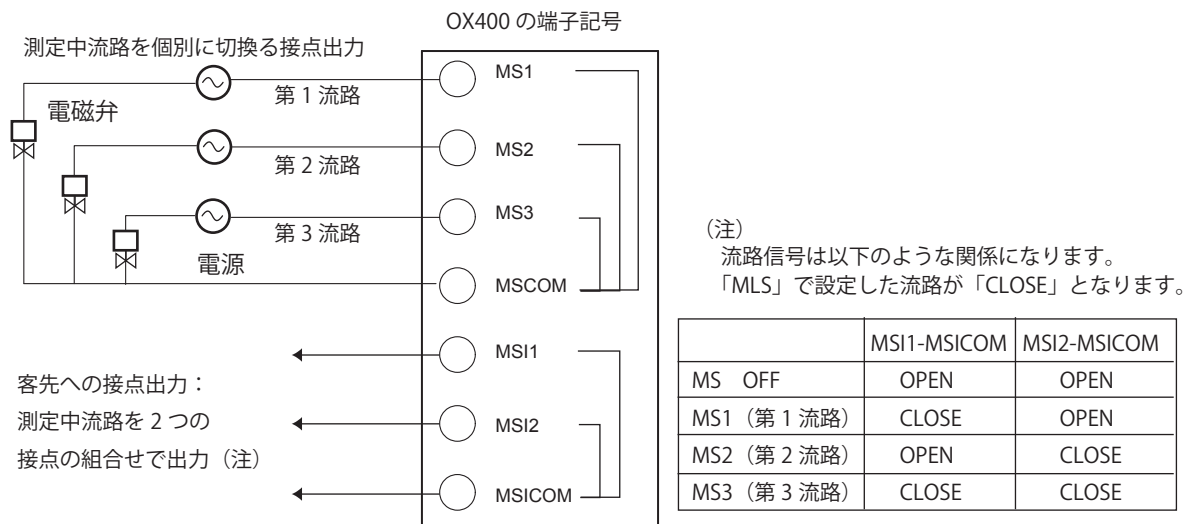 OX400 の端子記号
測定中流路を個別に切換る接点出力
MS1
第 1 流路
電磁弁
MS2
第 2 流路
MS3
第 3 流路
電源
MSCOM
MSI1
客先への接点出力：
測定中流路を 2 つの
接点の組合せで出力（注）
MSI2
MSICOM
（注）
流路信号は以下のような関係になります。
「MLS」で設定した流路が「CLOSE」となります。
MSI1-MSICOM MSI2-MSICOM
MS OFF OPEN OPEN
MS1（第 1 流路） CLOSE OPEN
MS2（第 2 流路） OPEN CLOSE
MS3（第 3 流路） CLOSE CLOSE